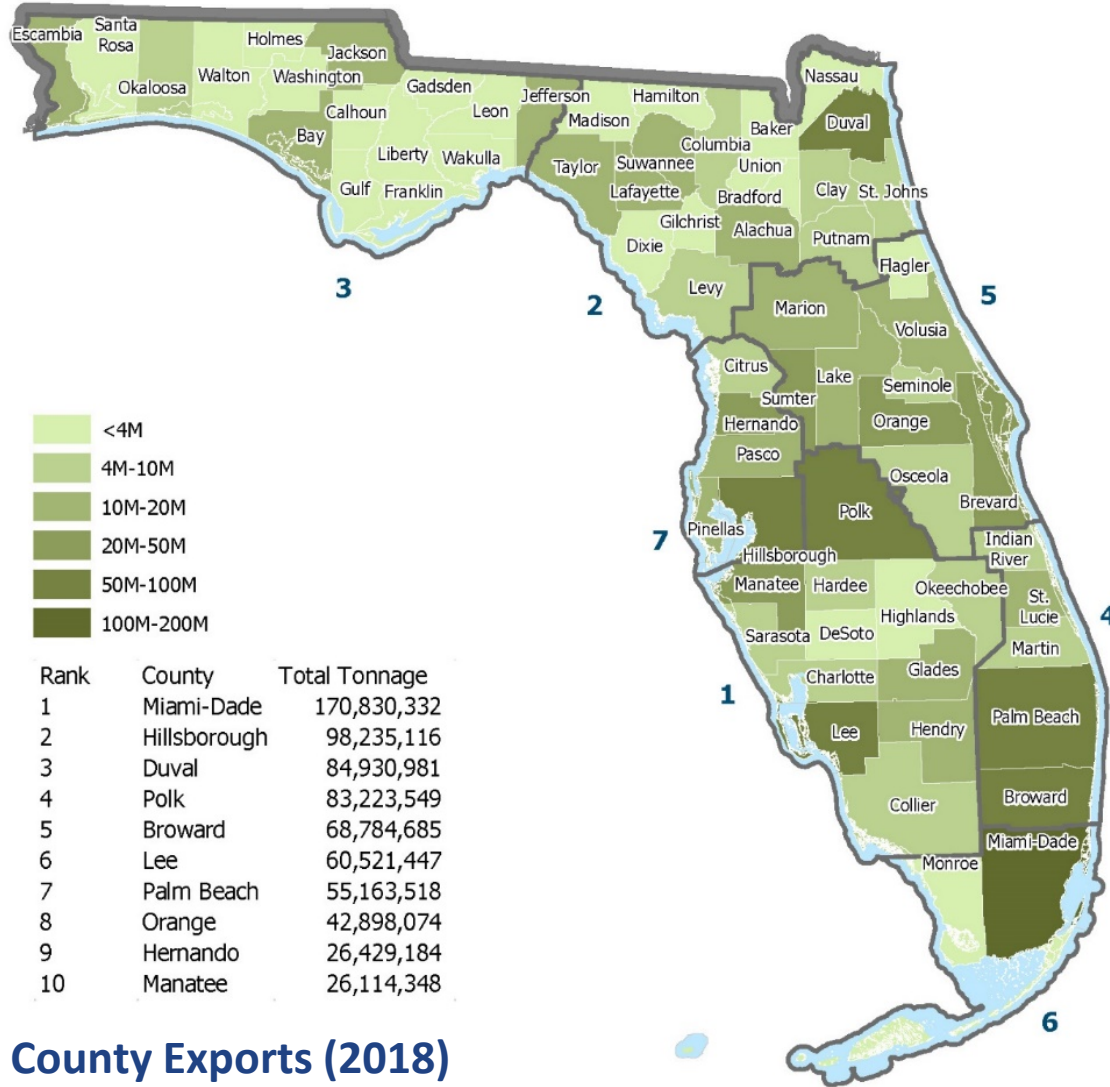 Escambia
Santa
Rosa
Okaloosa
Walton
Holmes
Washington
Jackson
Bay
Calhoun
Gulf
Gadsden
Liberty
Franklin
Leon
Wakulla
Jefferson
Madison
Taylor
Hamilton
Suwannee
Lafayette
Columbia
Dixie
Gilchrist
Levy
Baker
Union
Bradford
Alachua
Nassau
Duval
Clay
St. Johns
Putnam
Flagler
3
2
5
Marion
Volusia
Citrus
Sumter
Lake
Seminole
Hernando
Orange
Pasco
Osceola
Brevard
Polk
Pinellas
Hillsborough
7
Indian
River
Manatee
Hardee
Okeechobee
St.
Lucie
4
Highlands
Sarasota
DeSoto
Martin
Charlotte
Glades
1
Lee
Hendry
Palm Beach
Collier
Broward
Monroe
Miami-Dade
6
<4M
4M-10M
10M-20M
20M-50M
50M-100M
100M-200M
Rank County Total Tonnage
1 Miami-Dade 170,830,332
2 Hillsborough 98,235,116
3 Duval 84,930,981
4 Polk 83,223,549
5 Broward 68,784,685
6 Lee 60,521,447
7 Palm Beach 55,163,518
8 Orange 42,898,074
9 Hernando 26,429,184
10 Manatee 26,114,348
County Exports (2018)